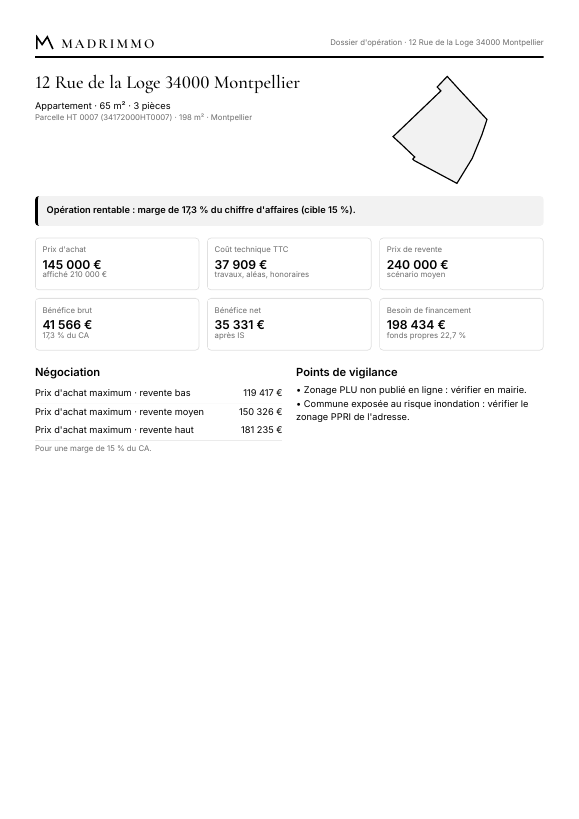 MADRIMMO
Dossier d'opération · 12 Rue de la Loge 34000 Montpellier
12 Rue de la Loge 34000 Montpellier
Appartement · 65 m² · 3 pièces
Parcelle HT 0007 (34172000HT0007) · 198 m² · Montpellier
Opération rentable : marge de 17,3 % du chiffre d'affaires (cible 15 %).
Prix d'achat
145 000 €
affiché 210 000 €
Coût technique TTC
37 909 €
travaux, aléas, honoraires
Prix de revente
240 000 €
scénario moyen
Bénéfice brut
41 566 €
17,3 % du CA
Bénéfice net
35 331 €
après IS
Besoin de financement
198 434 €
fonds propres 22,7 %
Négociation
Prix d'achat maximum · revente bas 119 417 €
Prix d'achat maximum · revente moyen 150 326 €
Prix d'achat maximum · revente haut 181 235 €
Pour une marge de 15 % du CA.
Points de vigilance
• Zonage PLU non publié en ligne : vérifier en mairie.
• Commune exposée au risque inondation : vérifier le
zonage PPRI de l'adresse.